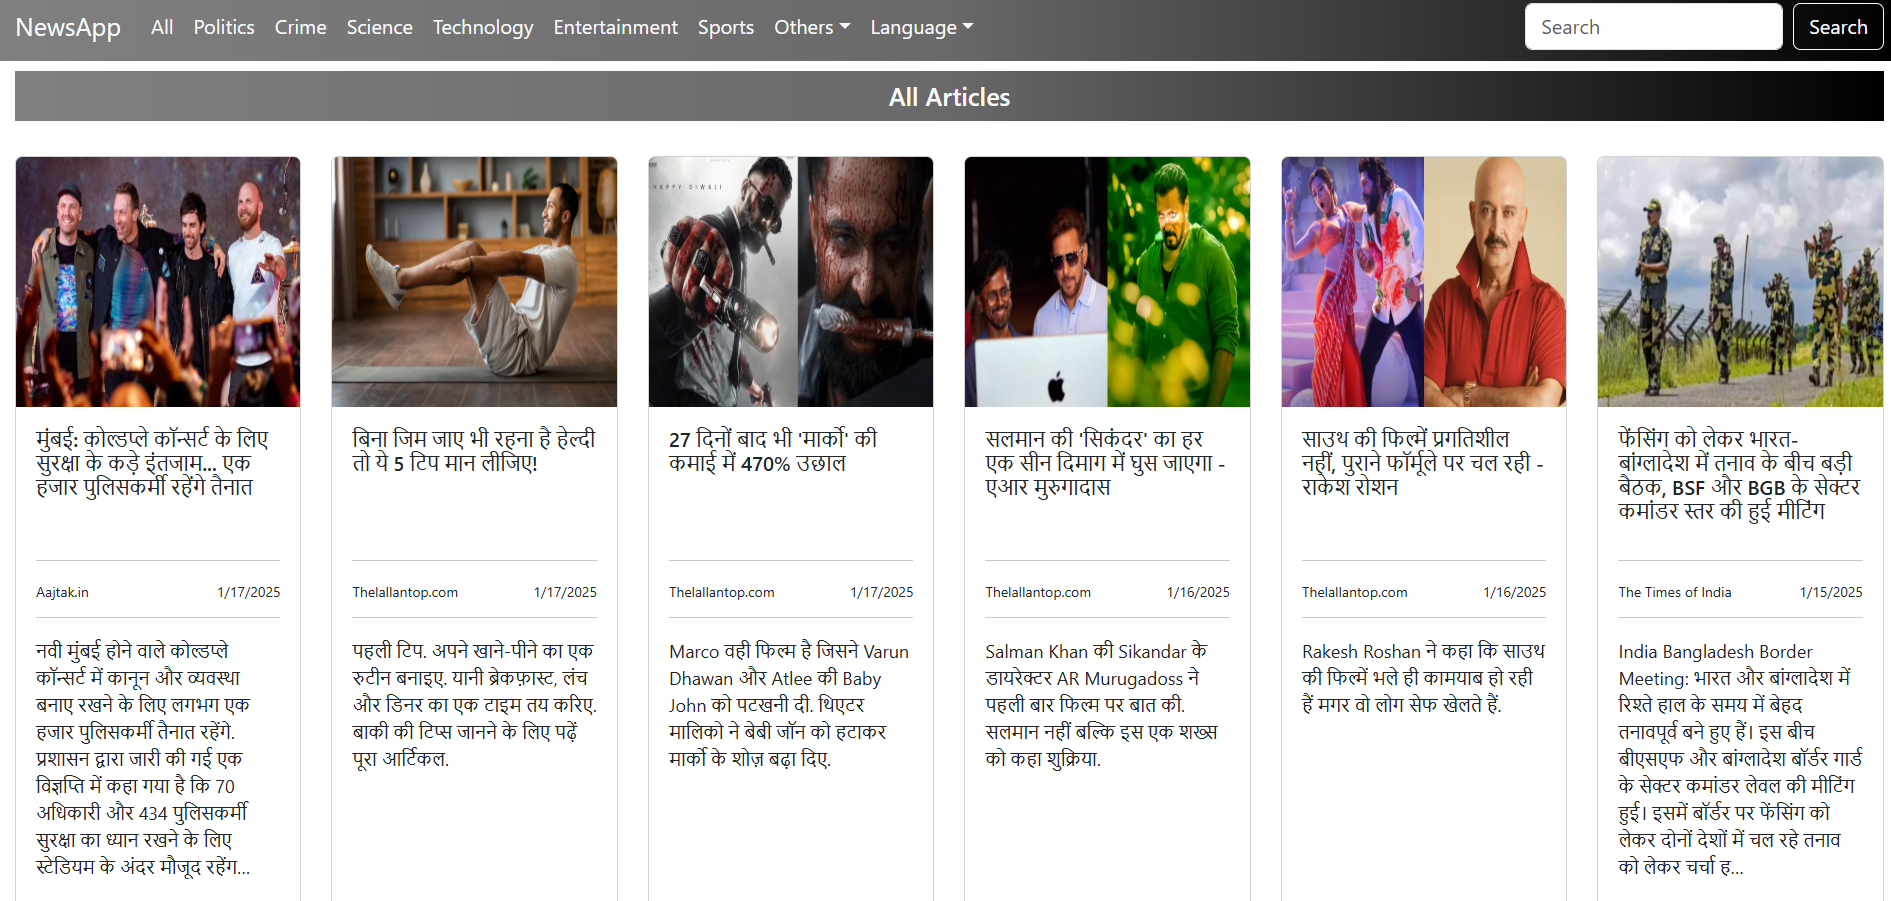 NewsApp All Politics Crime Science Technology Entertainment Sports Others Language Search Search
All Articles
HAPPY DIWALI
मुंबई: कोल्डप्ले कॉन्सर्ट के लिए
सुरक्षा के कड़े इंतजाम... एक
हजार पुलिसकर्मी रहेंगे तैनात
Aajtak.in 1/17/2025
नवी मुंबई होने वाले कोल्डप्ले
कॉन्सर्ट में कानून और व्यवस्था
बनाए रखने के लिए लगभग एक
हजार पुलिसकर्मी तैनात रहेंगे.
प्रशासन द्वारा जारी की गई एक
विज्ञप्ति में कहा गया है कि 70
अधिकारी और 434 पुलिसकर्मी
सुरक्षा का ध्यान रखने के लिए
स्टेडियम के अंदर मौजूद रहेंग...
बिना जिम जाए भी रहना है हेल्दी
तो ये 5 टिप मान लीजिए!
Thelallantop.com 1/17/2025
पहली टिप. अपने खाने-पीने का एक
रुटीन बनाइए. यानी ब्रेकफ़ास्ट, लंच
और डिनर का एक टाइम तय करिए.
बाकी की टिप्स जानने के लिए पढ़ें
पूरा आर्टिकल.
27 दिनों बाद भी 'मार्को' की
कमाई में 470% उछाल
Thelallantop.com 1/17/2025
Marco वही फिल्म है जिसने Varun
Dhawan और Atlee की Baby
John को पटखनी दी. थिएटर
मालिको ने बेबी जॉन को हटाकर
मार्को के शोज़ बढ़ा दिए.
सलमान की 'सिकंदर' का हर
एक सीन दिमाग में घुस जाएगा -
एआर मुरुगादास
Thelallantop.com 1/16/2025
Salman Khan की Sikandar के
डायरेक्टर AR Murugadoss ने
पहली बार फिल्म पर बात की.
सलमान नहीं बल्कि इस एक शख्स
को कहा शुक्रिया.
साउथ की फिल्में प्रगतिशील
नहीं, पुराने फॉर्मूले पर चल रही -
राकेश रोशन
Thelallantop.com 1/16/2025
Rakesh Roshan ने कहा कि साउथ
की फिल्में भले ही कामयाब हो रही
हैं मगर वो लोग सेफ खेलते हैं.
फेंसिंग को लेकर भारत-
बांग्लादेश में तनाव के बीच बड़ी
बैठक, BSF और BGB के सेक्टर
कमांडर स्तर की हुई मीटिंग
The Times of India 1/15/2025
India Bangladesh Border
Meeting: भारत और बांग्लादेश में
रिश्ते हाल के समय में बेहद
तनावपूर्व बने हुए हैं। इस बीच
बीएसएफ और बांग्लादेश बॉर्डर गार्ड
के सेक्टर कमांडर लेवल की मीटिंग
हुई। इसमें बॉर्डर पर फेंसिंग को
लेकर दोनों देशों में चल रहे तनाव
को लेकर चर्चा ह...